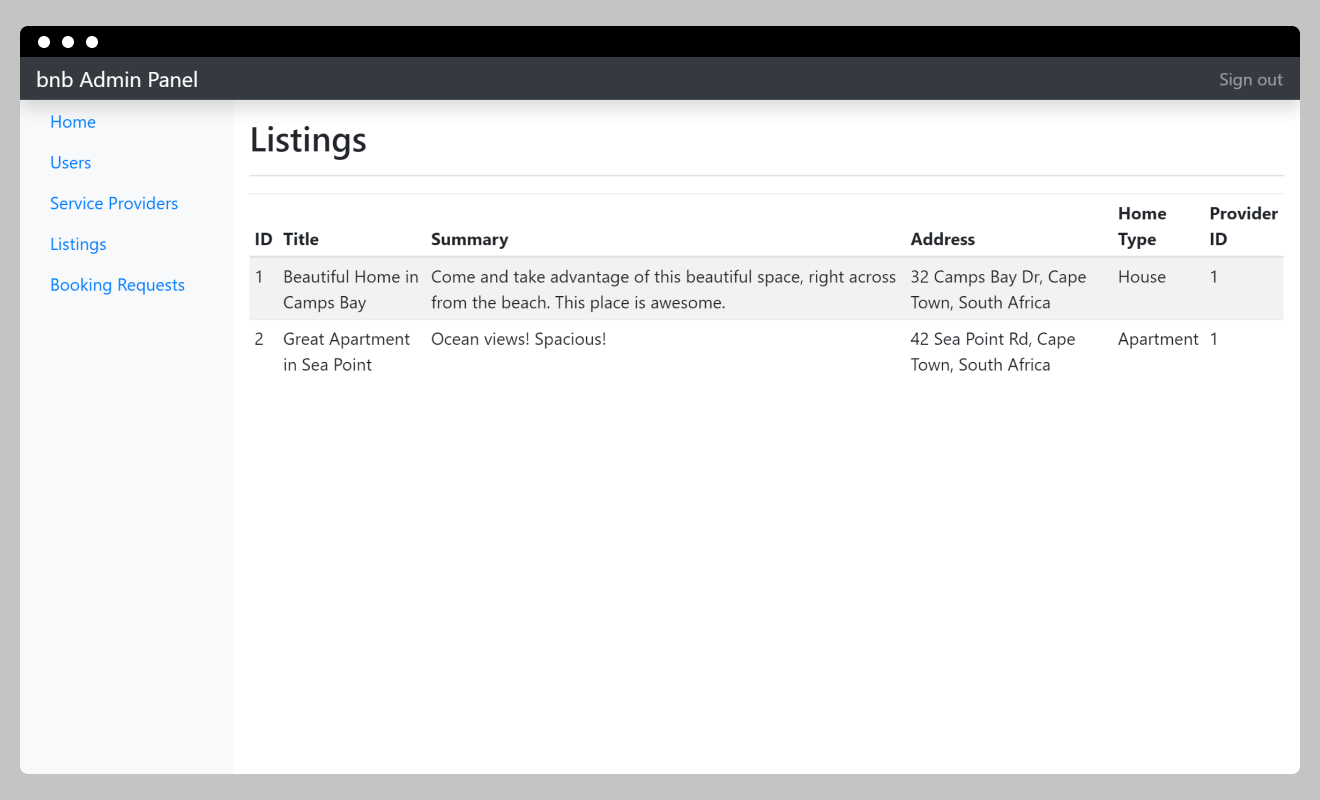 bnb Admin Panel
Sign out
Home
Users
Service Providers
Listings
Booking Requests
Listings
ID Title Summary Address Home Type Provider ID
1 Beautiful Home in Camps Bay Come and take advantage of this beautiful space, right across from the beach. This place is awesome. 32 Camps Bay Dr, Cape Town, South Africa House 1
2 Great Apartment in Sea Point Ocean views! Spacious! 42 Sea Point Rd, Cape Town, South Africa Apartment 1